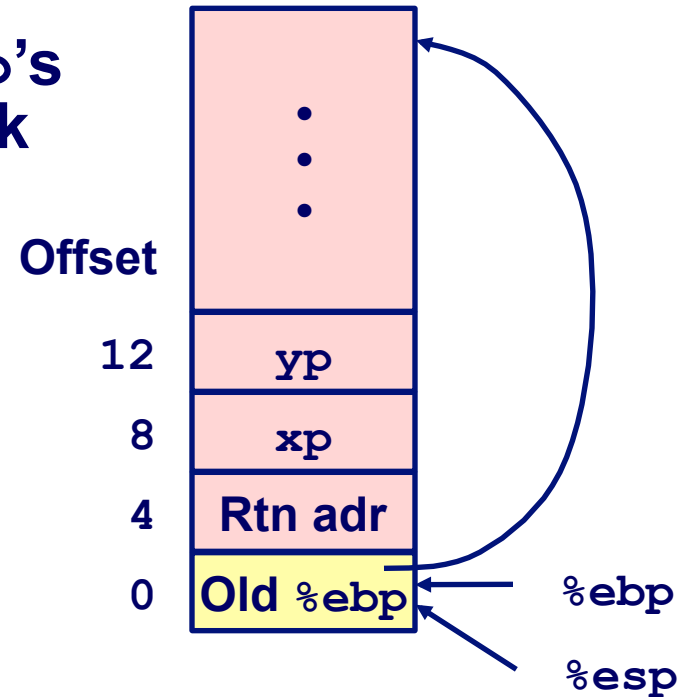 ’s
k
Offset
12 yp
8 xp
4 Rtn adr
0 Old %ebp %ebp
%esp